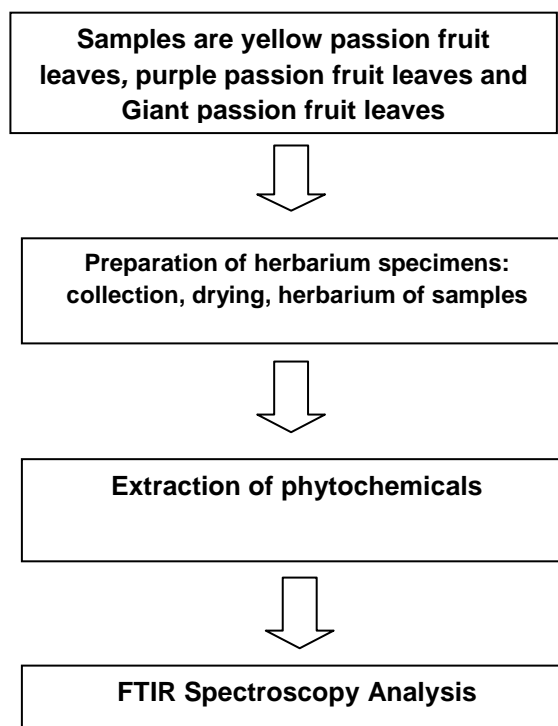 Samples are yellow passion fruit
leaves, purple passion fruit leaves and
Giant passion fruit leaves
Preparation of herbarium specimens:
collection, drying, herbarium of samples
Extraction of phytochemicals
FTIR Spectroscopy Analysis